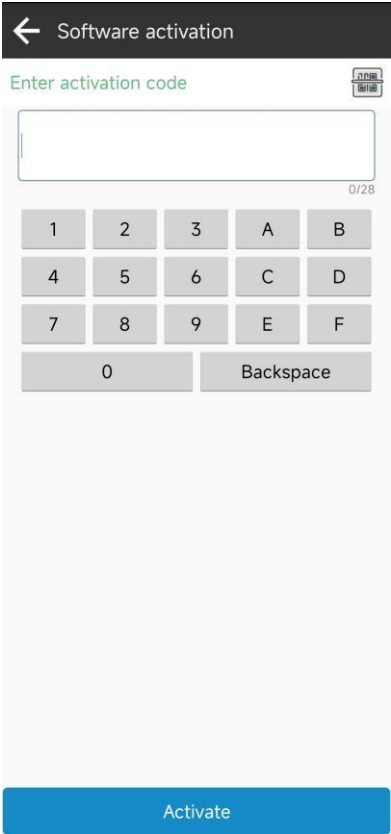 Software activation
Enter activation code
0/28
1 2 3 A B
4 5 6 C D
7 8 9 E F
0 Backspace
Activate